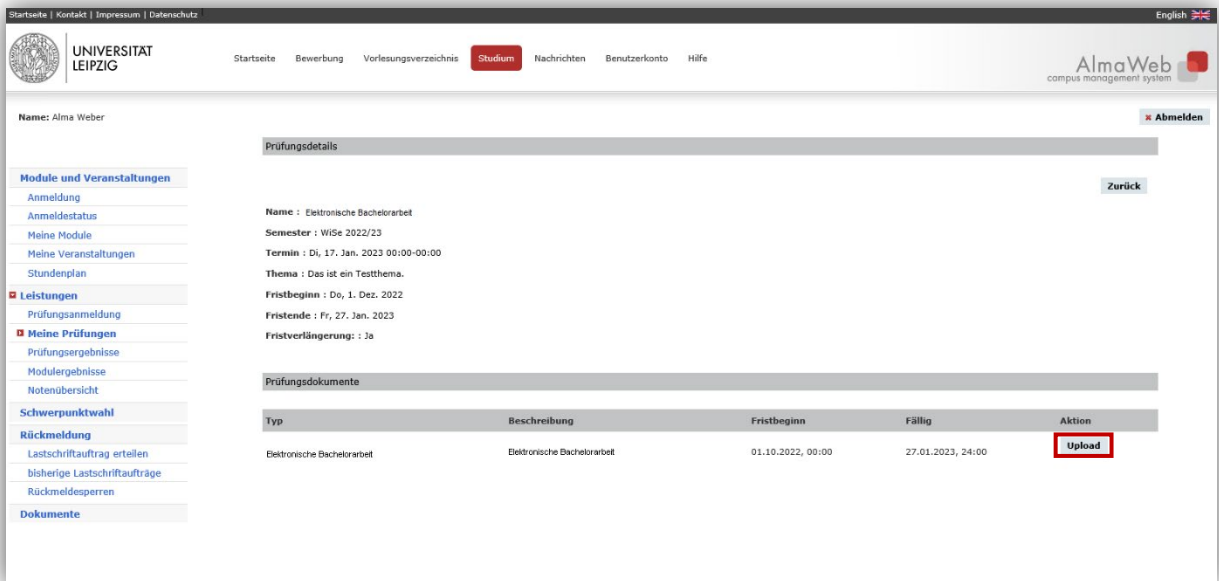 Startseite | Kontakt | Impressum | Datenschutz
English
UNIVERSITÄT
LEIPZIG
Startseite Bewerbung Vorlesungsverzeichnis Studium Nachrichten Benutzerkonto Hilfe
AlmaWeb
campus management system
Name: Alma Weber
× Abmelden
Prüfungsdetails
Zurück
Module und Veranstaltungen
Anmeldung
Anmeldestatus
Meine Module
Meine Veranstaltungen
Stundenplan
Leistungen
Prüfungsanmeldung
Meine Prüfungen
Prüfungsergebnisse
Modulergebnisse
Notenübersicht
Schwerpunktwahl
Rückmeldung
Lastschriftauftrag erteilen
bisherige Lastschriftaufträge
Rückmeldesperren
Dokumente
Name : Elektronische Bachelorarbeit
Semester : WiSe 2022/23
Termin : Di, 17. Jan. 2023 00:00-00:00
Thema : Das ist ein Testthema.
Fristbeginn : Do, 1. Dez. 2022
Fristende : Fr, 27. Jan. 2023
Fristverlängerung: : Ja
Prüfungsdokumente
Typ Beschreibung Fristbeginn Fällig Aktion
Elektronische Bachelorarbeit Elektronische Bachelorarbeit 01.10.2022, 00:00 27.01.2023, 24:00 Upload